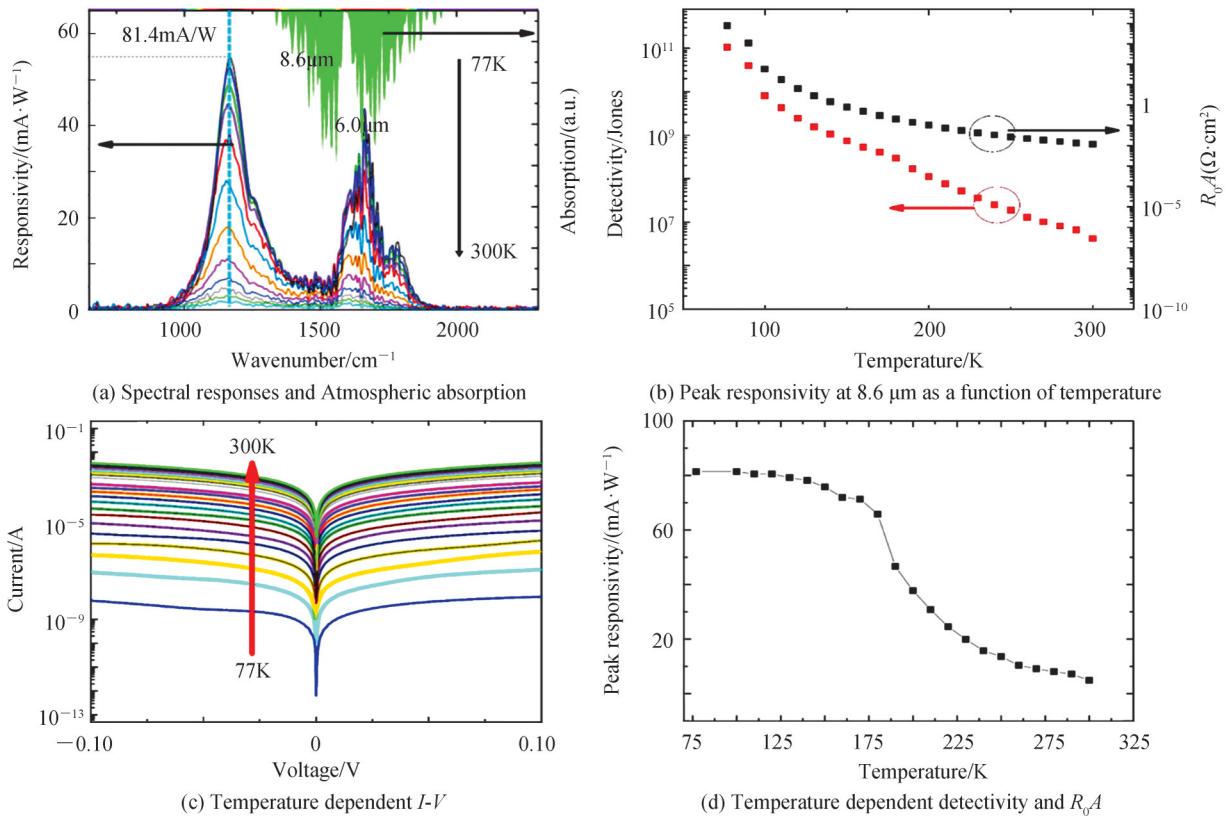 60
40
20
0
Responsivity/(mA·W⁻¹)
81.4mA/W
8.6μm
6.0μm
77K
300K
Absorption/(a.u.)
1000
1500
2000
Wavenumber/cm⁻¹
(a) Spectral responses and Atmospheric absorption
10¹¹
10⁹
10⁷
10⁵
Detectivity/Jones
1
10⁻⁵
10⁻¹⁰
R₀A(Ω·cm²)
100
200
300
Temperature/K
(b) Peak responsivity at 8.6 μm as a function of temperature
10⁻¹
10⁻⁵
10⁻⁹
10⁻¹³
Current/A
300K
77K
−0.10
0
0.10
Voltage/V
(c) Temperature dependent I-V
100
80
60
40
20
Peak responsivity/(mA·W⁻¹)
75
125
175
225
275
325
Temperature/K
(d) Temperature dependent detectivity and R₀A